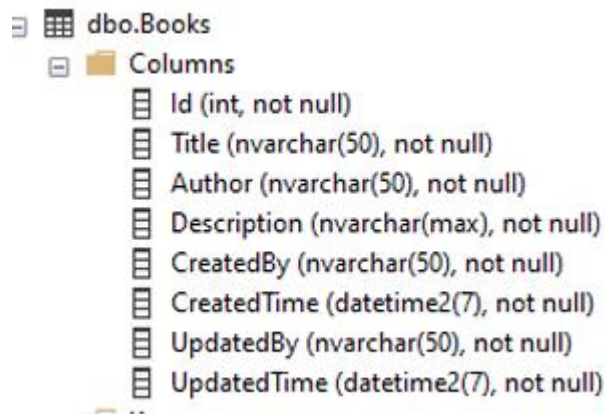 dbo.Books
Columns
Id (int, not null)
Title (nvarchar(50), not null)
Author (nvarchar(50), not null)
Description (nvarchar(max), not null)
CreatedBy (nvarchar(50), not null)
CreatedTime (datetime2(7), not null)
UpdatedBy (nvarchar(50), not null)
UpdatedTime (datetime2(7), not null)